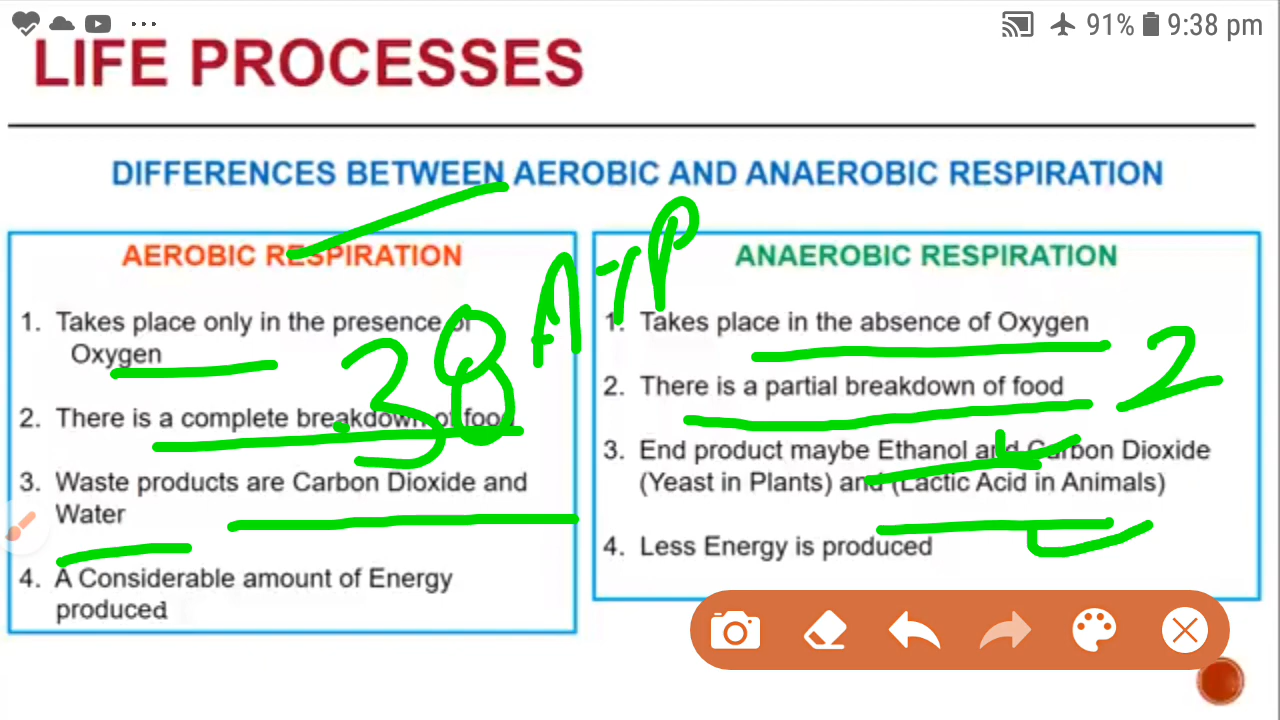 91% 9:38 pm
LIFE PROCESSES
DIFFERENCES BETWEEN AEROBIC AND ANAEROBIC RESPIRATION
AEROBIC RESPIRATION
1. Takes place only in the presence of
Oxygen
2. There is a complete breakdown of food
3. Waste products are Carbon Dioxide and
Water
4. A Considerable amount of Energy
produced
38 ATP
ANAEROBIC RESPIRATION
1. Takes place in the absence of Oxygen
2. There is a partial breakdown of food
3. End product maybe Ethanol and Carbon Dioxide
(Yeast in Plants) and (Lactic Acid in Animals)
4. Less Energy is produced
2